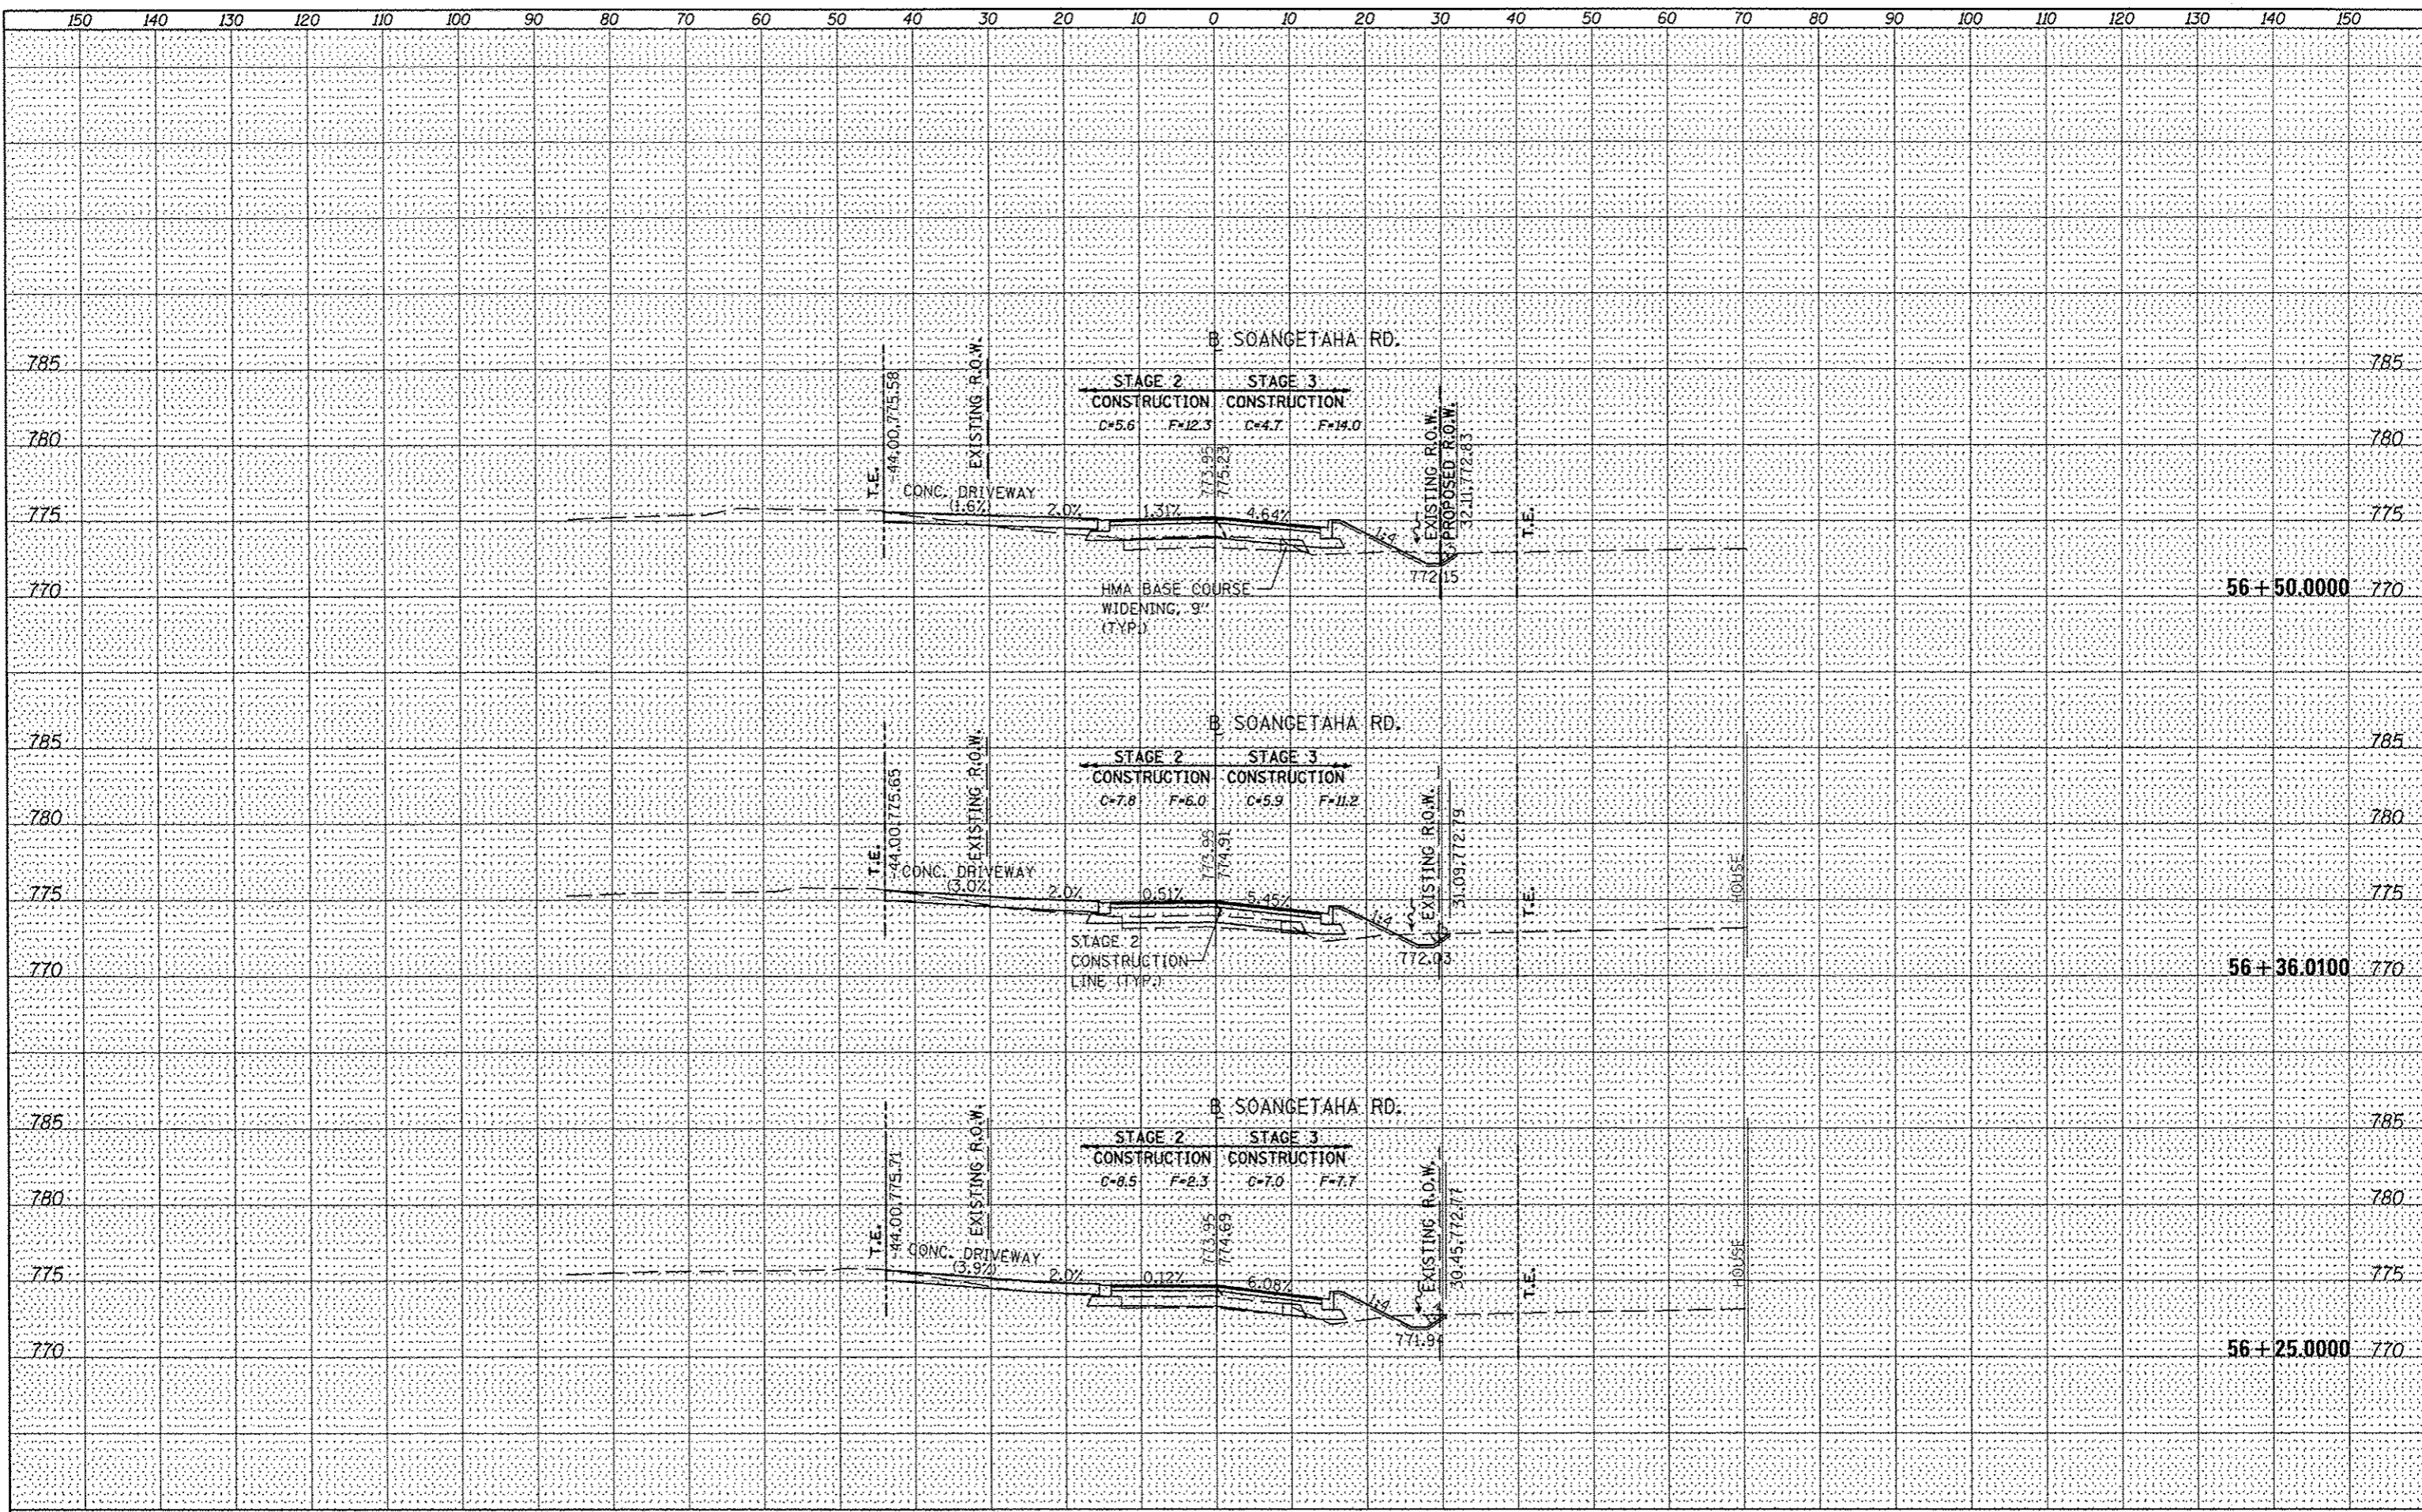 150 140 130 120 110 100 90 80 70 60 50 40 30 20 10 0 10 20 30 40 50 60 70 80 90 100 110 120 130 140 150
B SOANGETAHA RD.
785 785
STAGE 2 STAGE 3
CONSTRUCTION CONSTRUCTION
C=5.6 F=12.3 C=4.7 F=14.0
780 780
T.E.
-44.00,775.58
EXISTING R.O.W.
773.95
775.23
EXISTING R.O.W.
PROPOSED R.O.W.
32.11,772.83
T.E.
CONC. DRIVEWAY
(1.6%)
2.0% 1.31% 4.64%
775 775
1:4
772.15
HMA BASE COURSE
WIDENING, 9"
(TYP.)
770 56+50.0000 770
B SOANGETAHA RD.
785 785
STAGE 2 STAGE 3
CONSTRUCTION CONSTRUCTION
C=7.8 F=6.0 C=5.9 F=11.2
780 780
T.E.
-44.00,775.65
EXISTING R.O.W.
773.95
774.91
EXISTING R.O.W.
31.09,772.79
T.E.
HOUSE
CONC. DRIVEWAY
(3.0%)
2.0% 0.51% 5.45%
775 775
1:4
772.03
STAGE 2
CONSTRUCTION
LINE (TYP.)
770 56+36.0100 770
B SOANGETAHA RD.
785 785
STAGE 2 STAGE 3
CONSTRUCTION CONSTRUCTION
C=8.5 F=2.3 C=7.0 F=7.7
780 780
T.E.
-44.00,775.71
EXISTING R.O.W.
773.95
774.69
EXISTING R.O.W.
30.45,772.77
T.E.
HOUSE
CONC. DRIVEWAY
(3.9%)
2.0% 0.12% 6.08%
775 775
1:4
771.94
770 56+25.0000 770